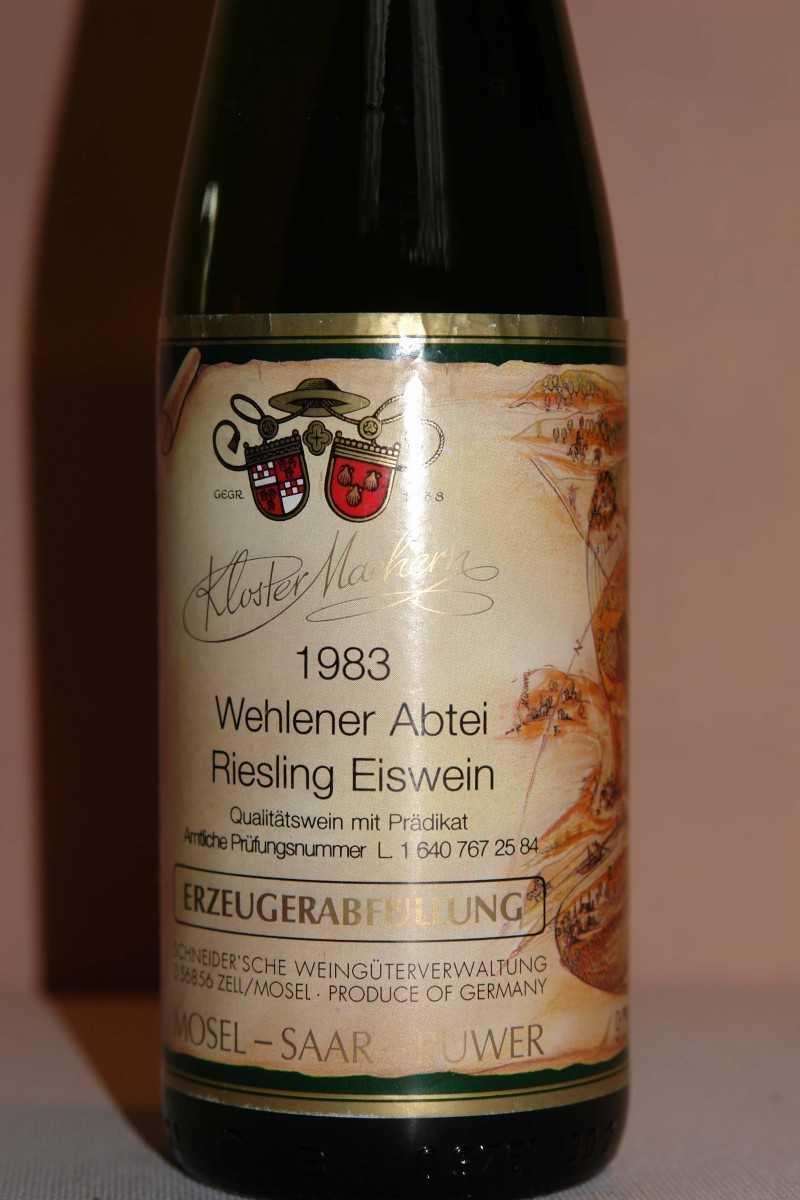 GEGR.
Kloster Machern
1983
Wehlener Abtei
Riesling Eiswein
Qualitätswein mit Prädikat
Amtliche Prüfungsnummer L. 1 640 767 25 84
ERZEUGERABFÜLLUNG
SCHNEIDER'SCHE WEINGÜTERVERWALTUNG
D 56856 ZELL/MOSEL · PRODUCE OF GERMANY
MOSEL – SAAR – RUWER